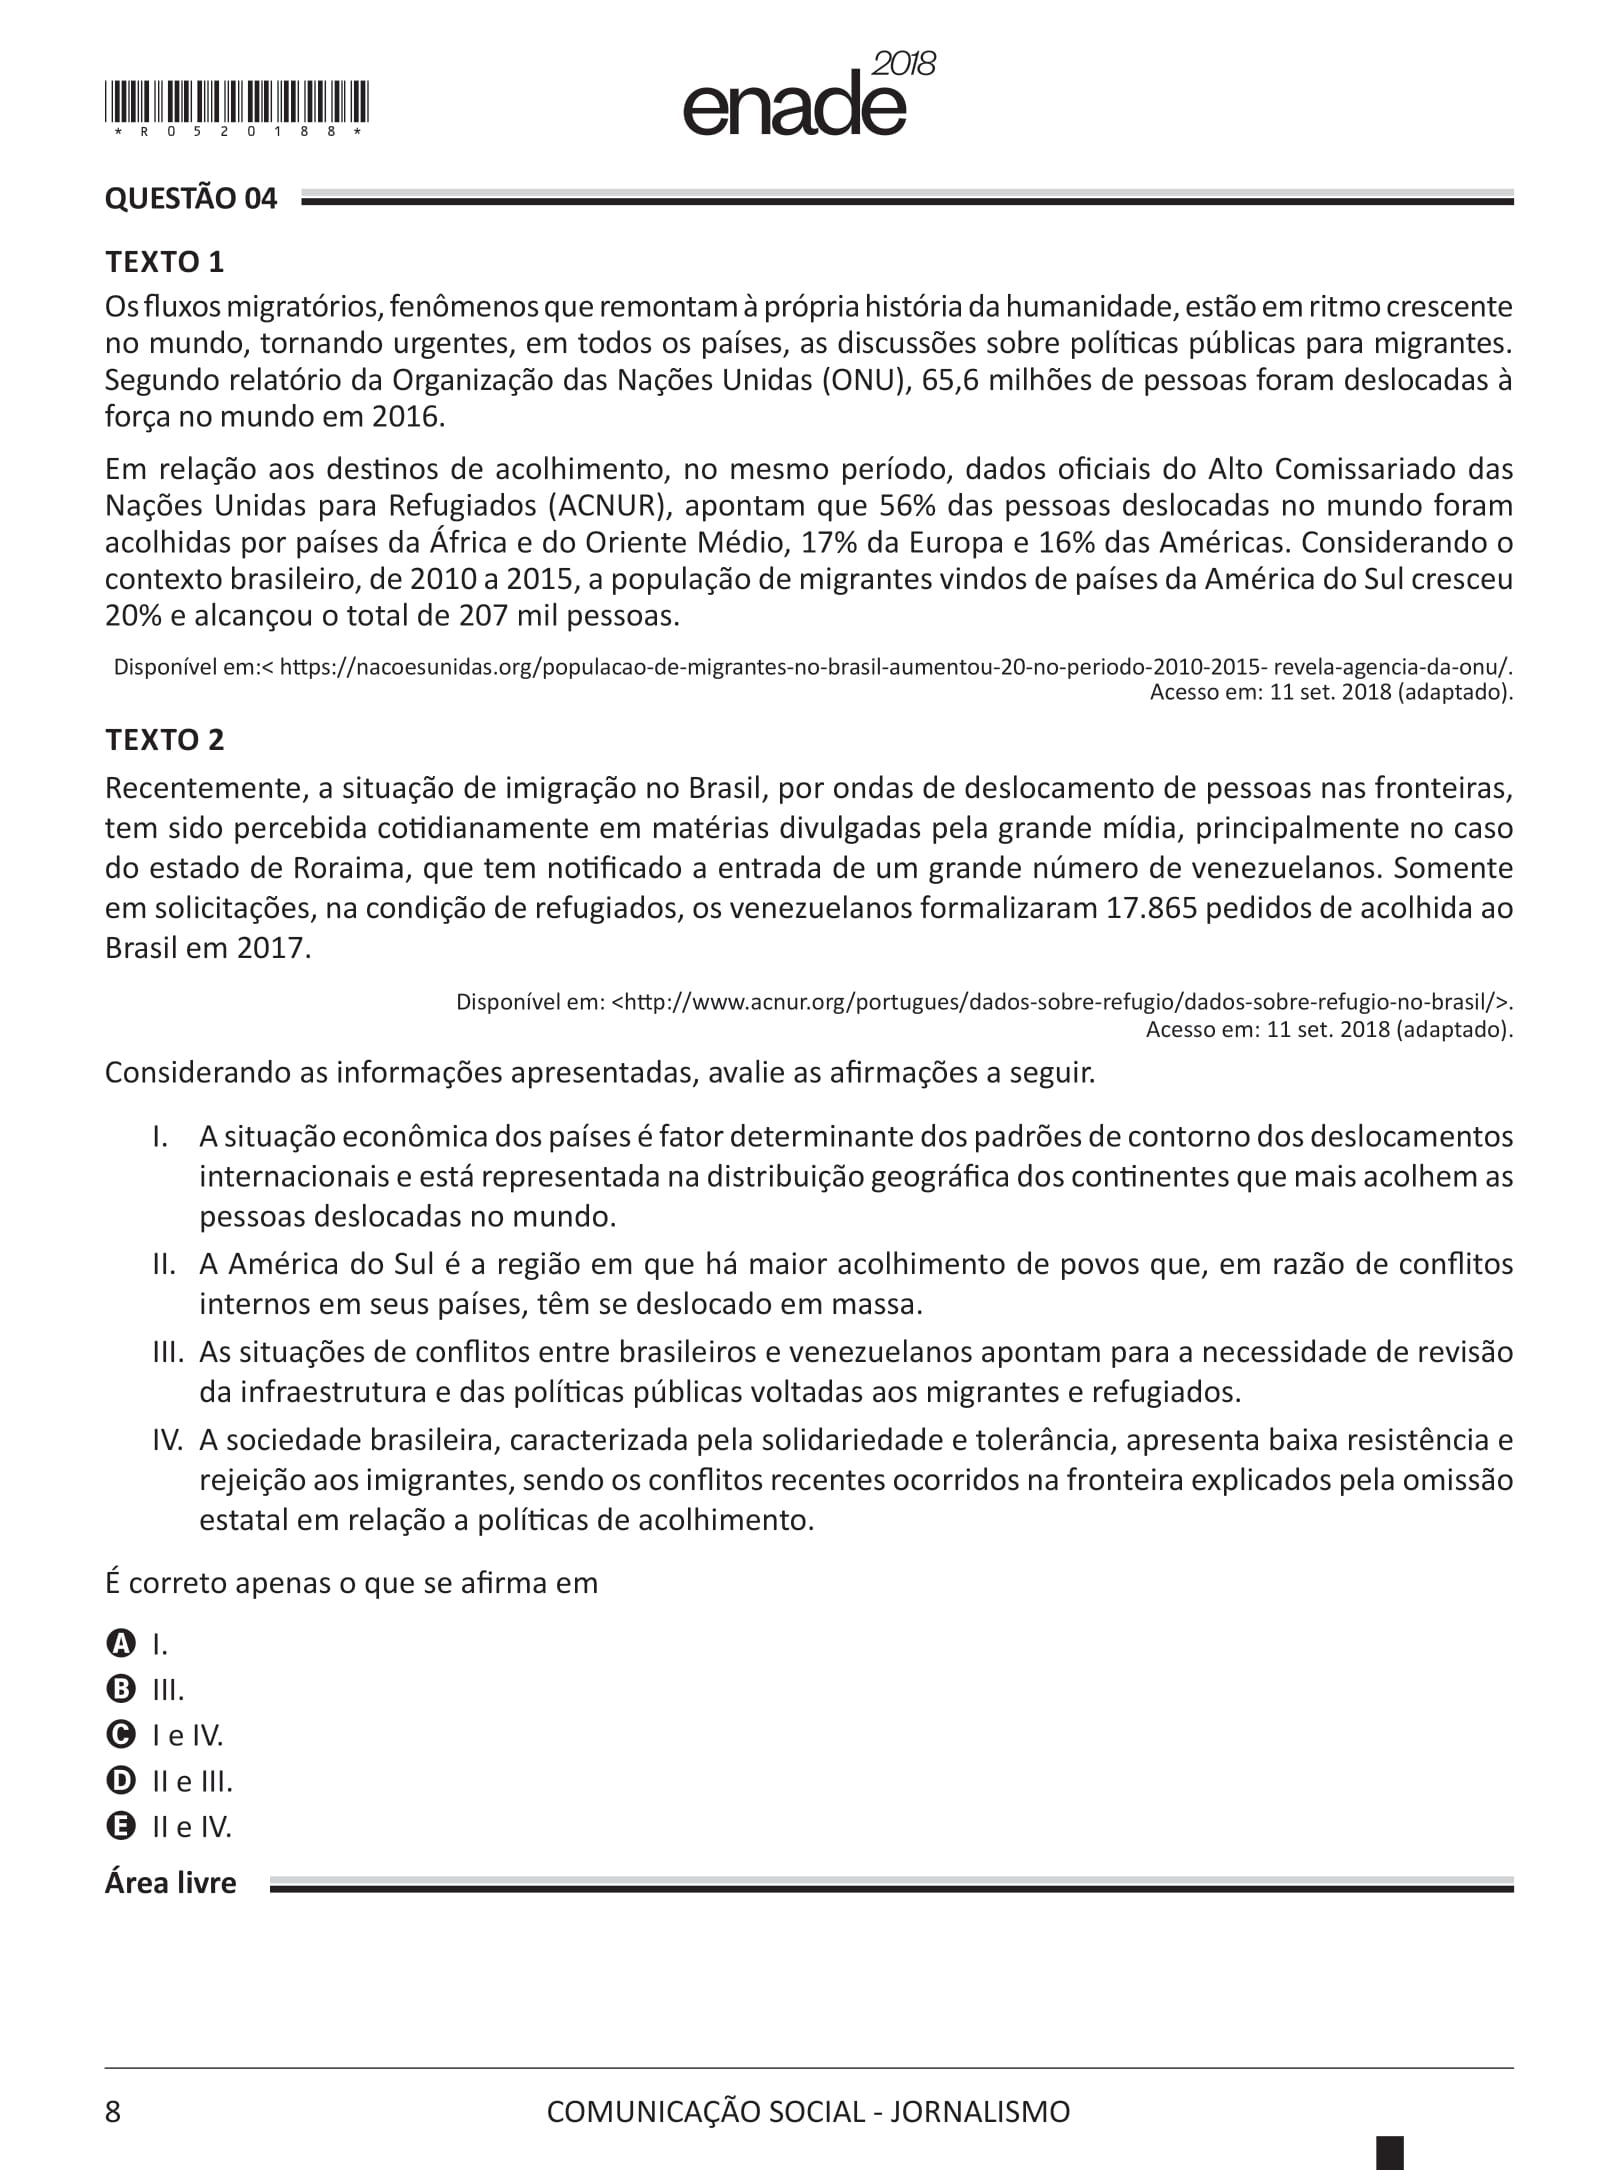 * R 0 5 2 0 1 8 8 *
enade 2018
QUESTÃO 04
TEXTO 1
Os fluxos migratórios, fenômenos que remontam à própria história da humanidade, estão em ritmo crescente
no mundo, tornando urgentes, em todos os países, as discussões sobre políticas públicas para migrantes.
Segundo relatório da Organização das Nações Unidas (ONU), 65,6 milhões de pessoas foram deslocadas à
força no mundo em 2016.
Em relação aos destinos de acolhimento, no mesmo período, dados oficiais do Alto Comissariado das
Nações Unidas para Refugiados (ACNUR), apontam que 56% das pessoas deslocadas no mundo foram
acolhidas por países da África e do Oriente Médio, 17% da Europa e 16% das Américas. Considerando o
contexto brasileiro, de 2010 a 2015, a população de migrantes vindos de países da América do Sul cresceu
20% e alcançou o total de 207 mil pessoas.
Disponível em:< https://nacoesunidas.org/populacao-de-migrantes-no-brasil-aumentou-20-no-periodo-2010-2015- revela-agencia-da-onu/.
Acesso em: 11 set. 2018 (adaptado).
TEXTO 2
Recentemente, a situação de imigração no Brasil, por ondas de deslocamento de pessoas nas fronteiras,
tem sido percebida cotidianamente em matérias divulgadas pela grande mídia, principalmente no caso
do estado de Roraima, que tem notificado a entrada de um grande número de venezuelanos. Somente
em solicitações, na condição de refugiados, os venezuelanos formalizaram 17.865 pedidos de acolhida ao
Brasil em 2017.
Disponível em: <http://www.acnur.org/portugues/dados-sobre-refugio/dados-sobre-refugio-no-brasil/>.
Acesso em: 11 set. 2018 (adaptado).
Considerando as informações apresentadas, avalie as afirmações a seguir.
I. A situação econômica dos países é fator determinante dos padrões de contorno dos deslocamentos
internacionais e está representada na distribuição geográfica dos continentes que mais acolhem as
pessoas deslocadas no mundo.
II. A América do Sul é a região em que há maior acolhimento de povos que, em razão de conflitos
internos em seus países, têm se deslocado em massa.
III. As situações de conflitos entre brasileiros e venezuelanos apontam para a necessidade de revisão
da infraestrutura e das políticas públicas voltadas aos migrantes e refugiados.
IV. A sociedade brasileira, caracterizada pela solidariedade e tolerância, apresenta baixa resistência e
rejeição aos imigrantes, sendo os conflitos recentes ocorridos na fronteira explicados pela omissão
estatal em relação a políticas de acolhimento.
É correto apenas o que se afirma em
A I.
B III.
C I e IV.
D II e III.
E II e IV.
Área livre
8
COMUNICAÇÃO SOCIAL - JORNALISMO